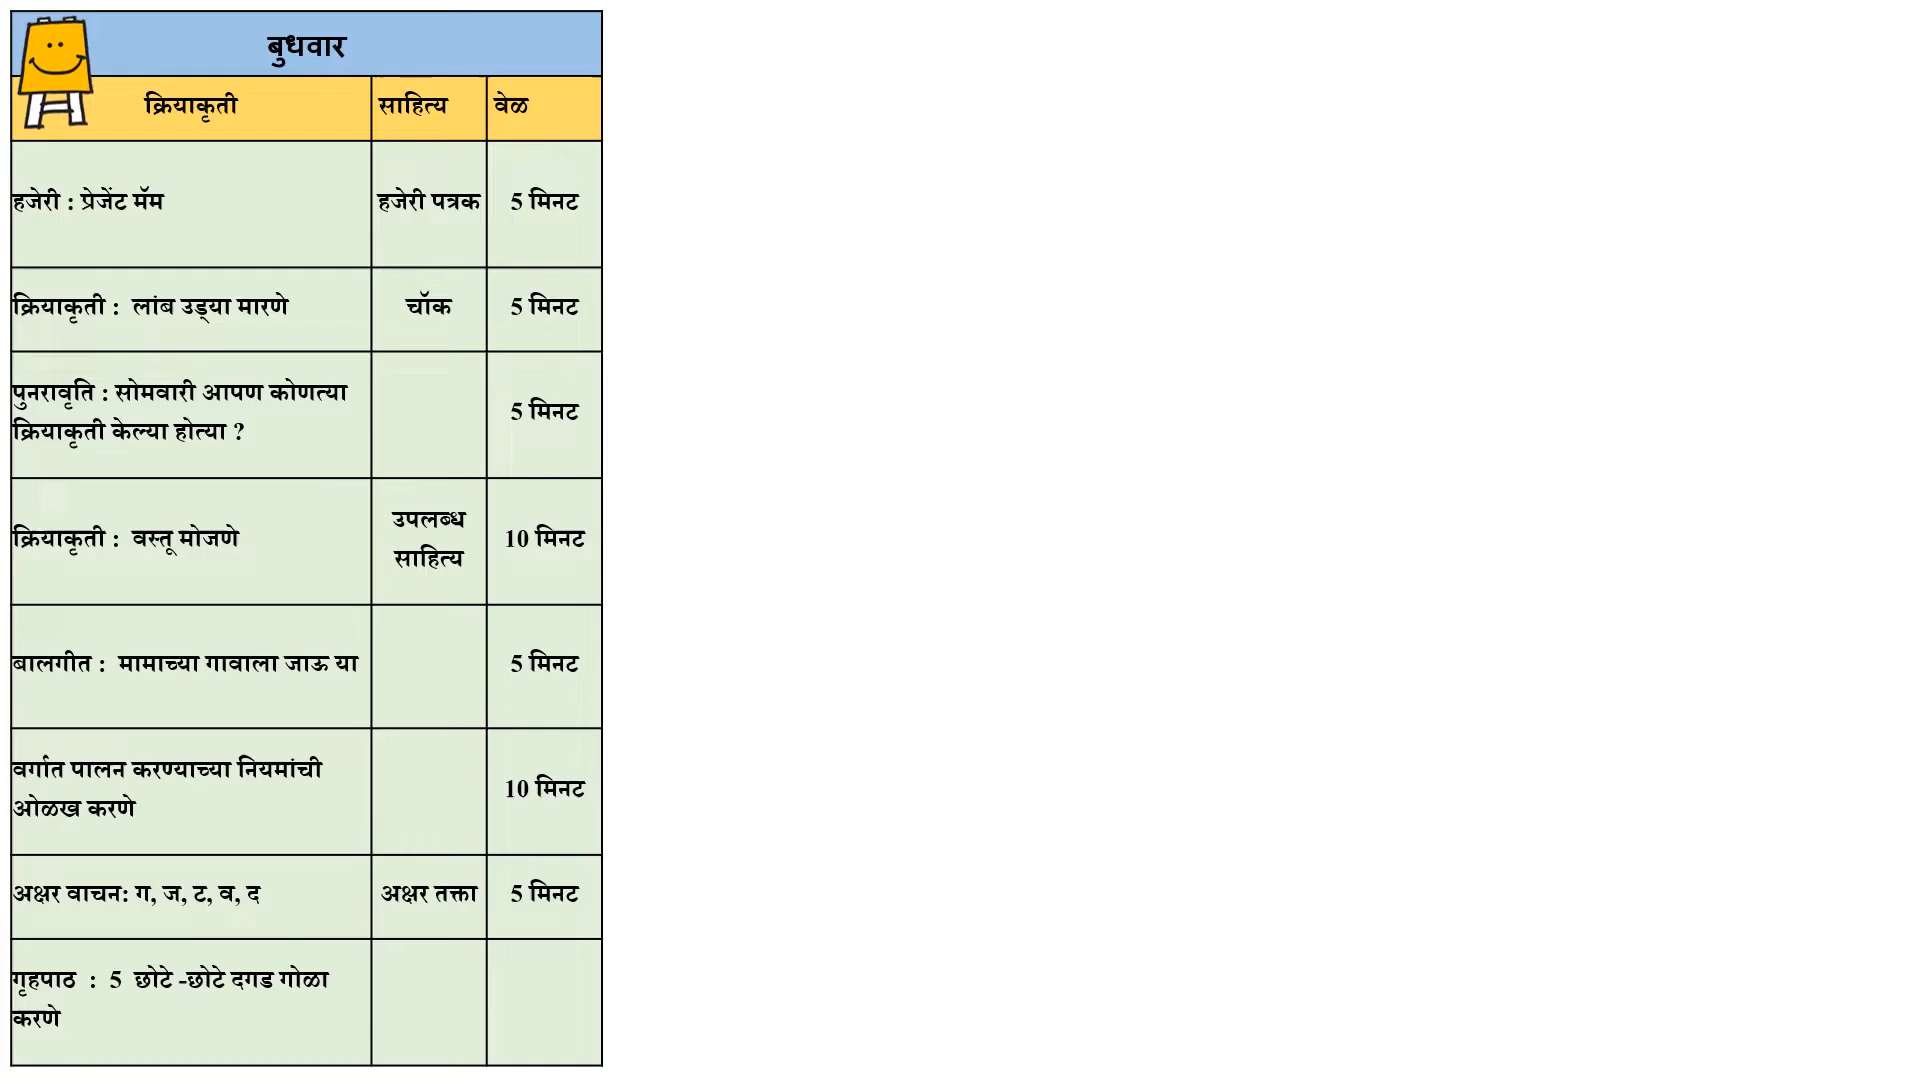 बुधवार
क्रियाकृती साहित्य वेळ
हजेरी : प्रेजेंट मॅम हजेरी पत्रक 5 मिनट
क्रियाकृती : लांब उड्या मारणे चॉक 5 मिनट
पुनरावृति : सोमवारी आपण कोणत्या
क्रियाकृती केल्या होत्या ?
5 मिनट
क्रियाकृती : वस्तू मोजणे
उपलब्ध
साहित्य
10 मिनट
बालगीत : मामाच्या गावाला जाऊ या 5 मिनट
वर्गात पालन करण्याच्या नियमांची
ओळख करणे
10 मिनट
अक्षर वाचन: ग, ज, ट, व, द अक्षर तक्ता 5 मिनट
गृहपाठ : 5 छोटे -छोटे दगड गोळा
करणे